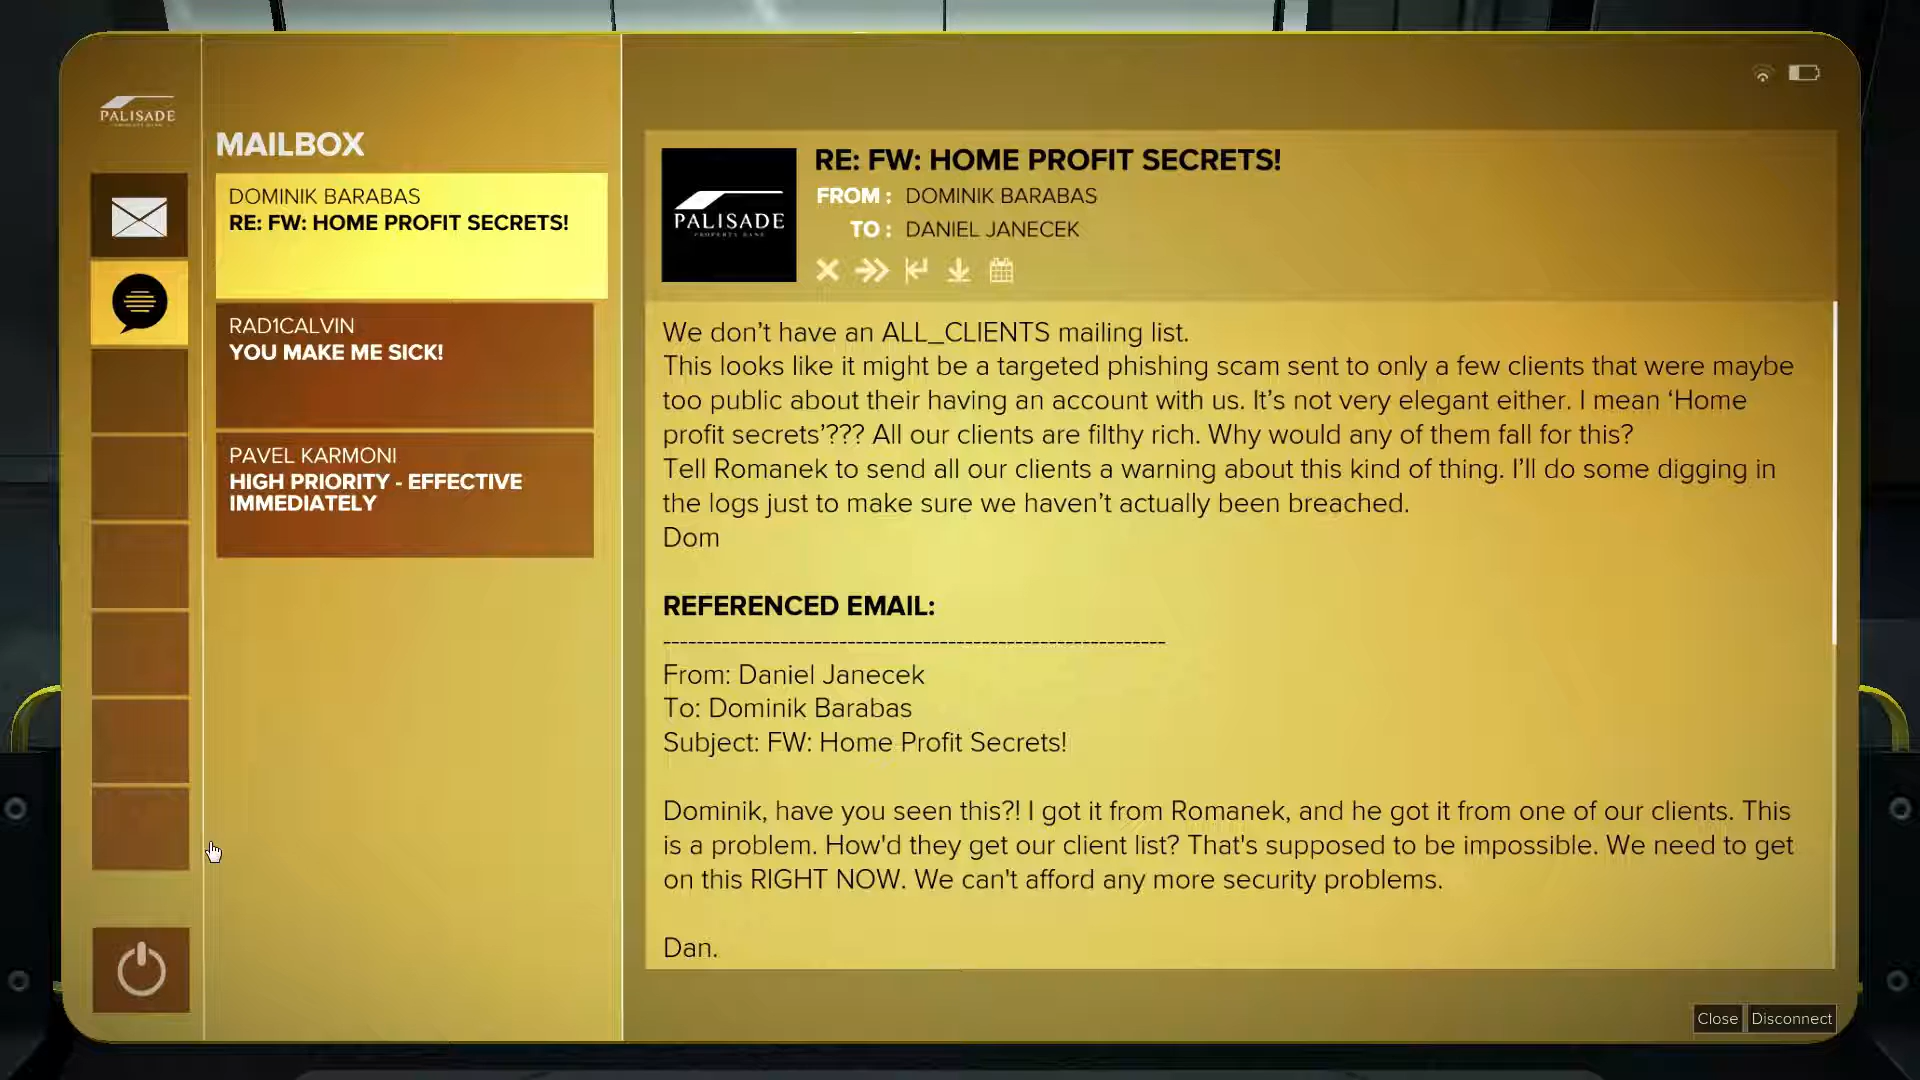 PALISADE
MAILBOX
DOMINIK BARABAS
RE: FW: HOME PROFIT SECRETS!
RAD1CALVIN
YOU MAKE ME SICK!
PAVEL KARMONI
HIGH PRIORITY - EFFECTIVE
IMMEDIATELY
PALISADE
PROPERTY BANK
RE: FW: HOME PROFIT SECRETS!
FROM : DOMINIK BARABAS
TO : DANIEL JANECEK
We don’t have an ALL_CLIENTS mailing list.
This looks like it might be a targeted phishing scam sent to only a few clients that were maybe
too public about their having an account with us. It’s not very elegant either. I mean ‘Home
profit secrets’??? All our clients are filthy rich. Why would any of them fall for this?
Tell Romanek to send all our clients a warning about this kind of thing. I’ll do some digging in
the logs just to make sure we haven’t actually been breached.
Dom
REFERENCED EMAIL:
------------------------------------------------------------
From: Daniel Janecek
To: Dominik Barabas
Subject: FW: Home Profit Secrets!
Dominik, have you seen this?! I got it from Romanek, and he got it from one of our clients. This
is a problem. How'd they get our client list? That's supposed to be impossible. We need to get
on this RIGHT NOW. We can't afford any more security problems.
Dan.
Close
Disconnect